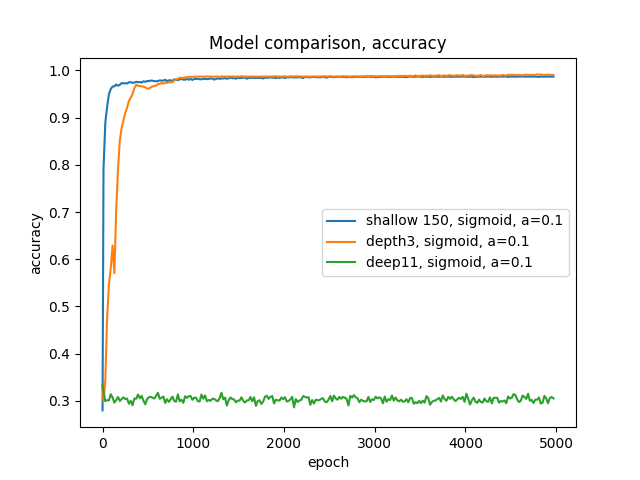 Model comparison, accuracy
1.0
0.9
0.8
0.7
0.6
0.5
0.4
0.3
accuracy
shallow 150, sigmoid, a=0.1
depth3, sigmoid, a=0.1
deep11, sigmoid, a=0.1
0 1000 2000 3000 4000 5000
epoch